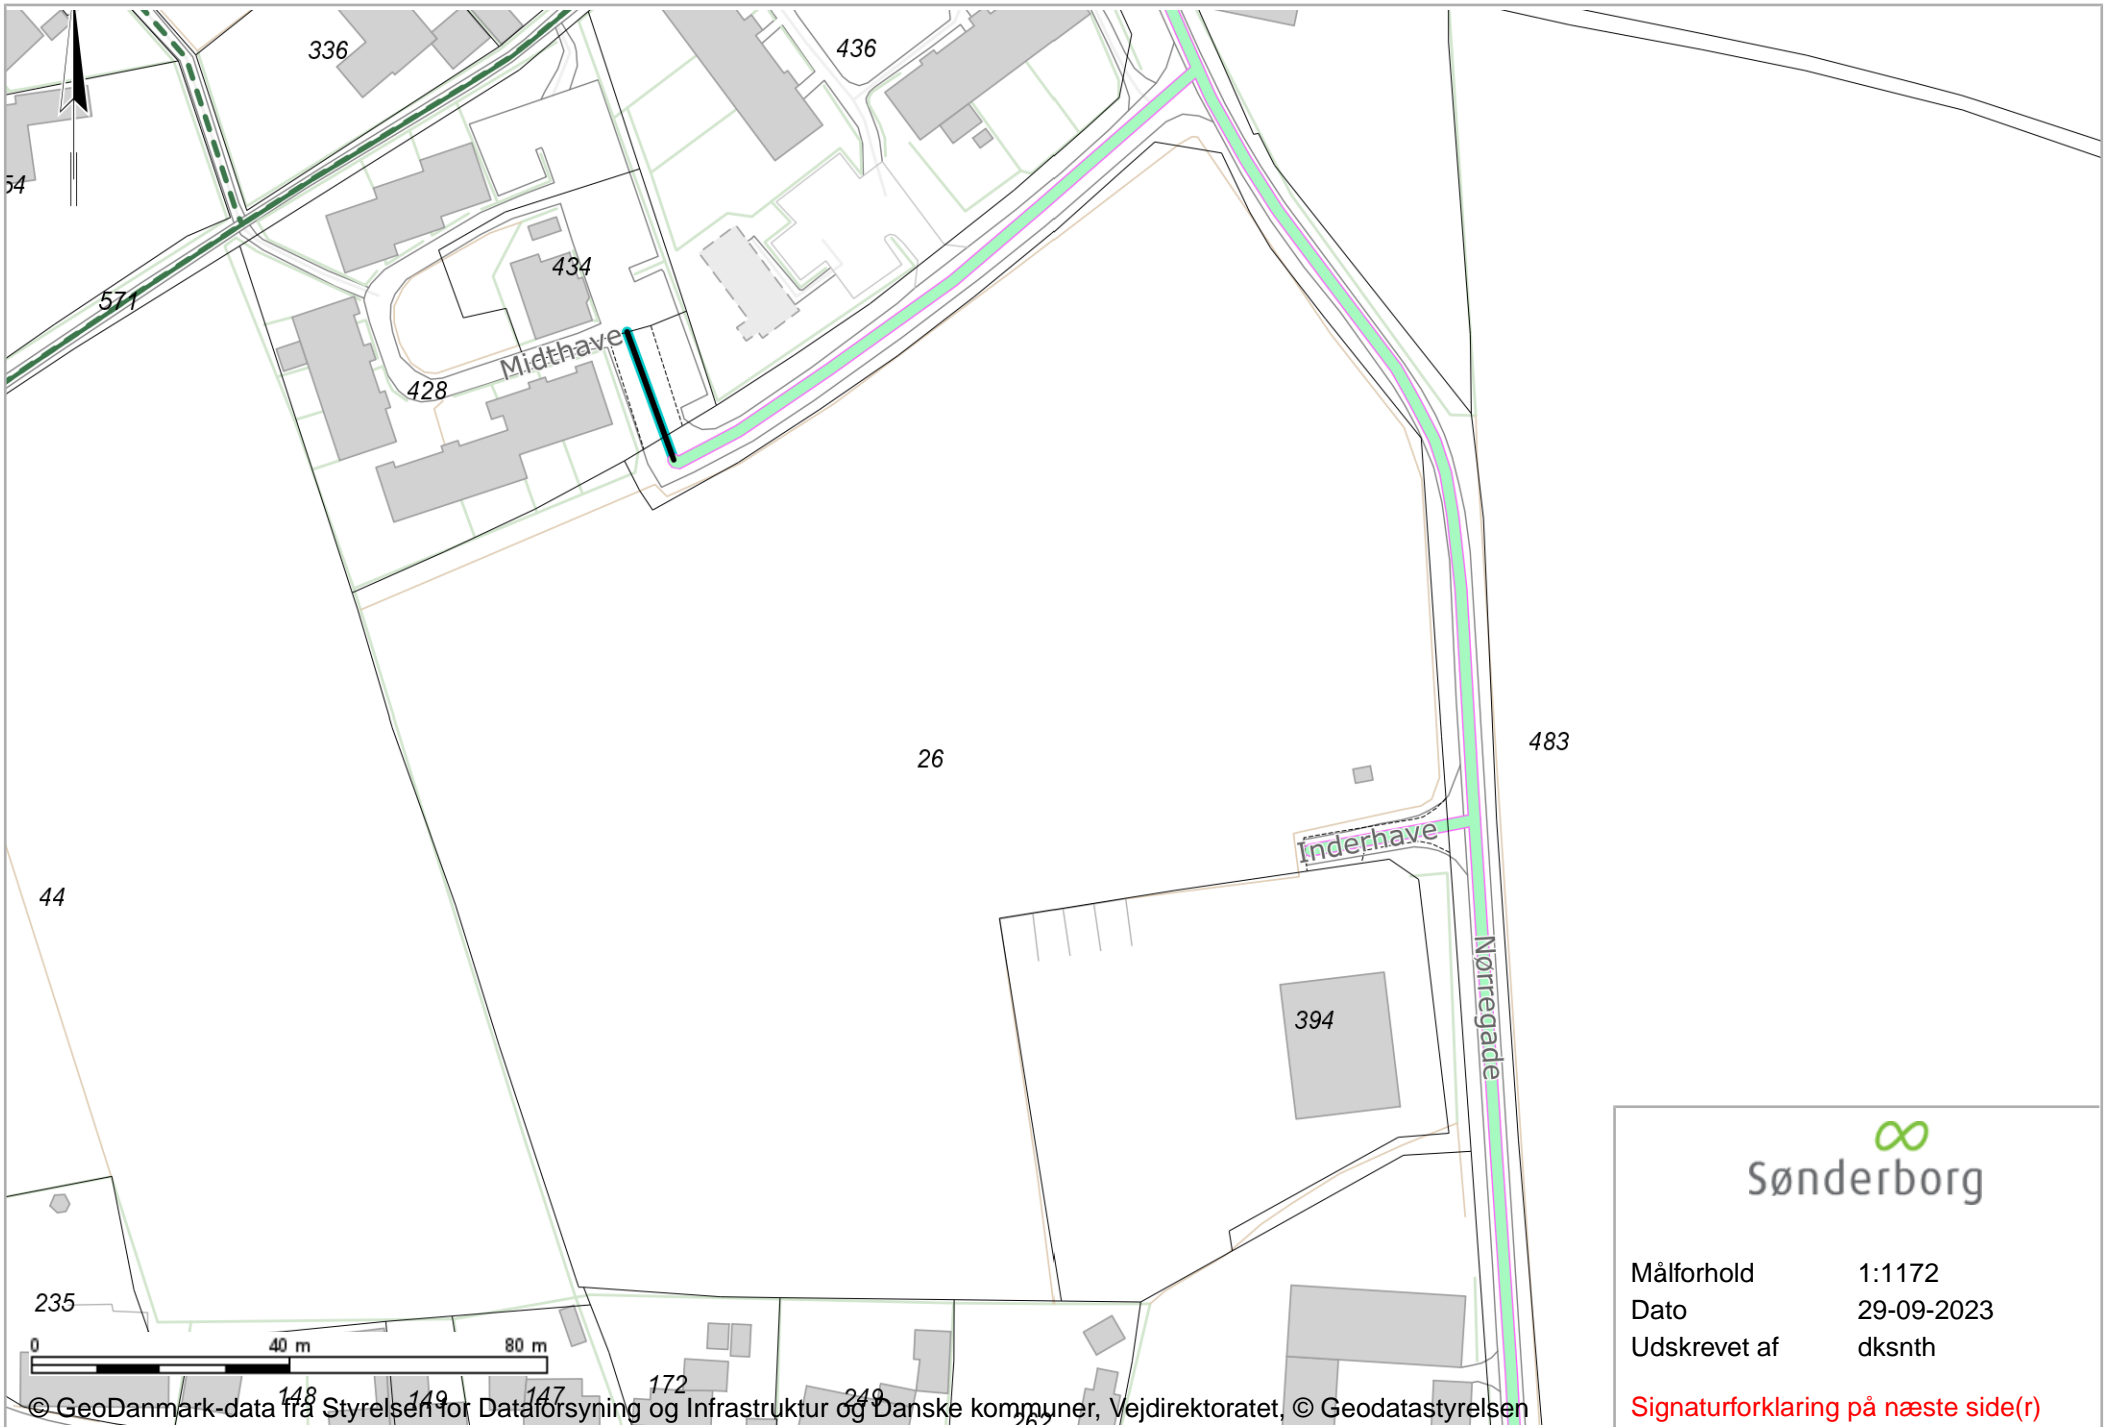 336
436
54
434
571
Midthave
428
26
483
Inderhave
44
394
Nørregade
235
0 40 m 80 m
148
149
147
172
249
262
© GeoDanmark-data fra Styrelsen for Dataforsyning og Infrastruktur og Danske kommuner, Vejdirektoratet, © Geodatastyrelsen
Sønderborg
Målforhold 1:1172
Dato 29-09-2023
Udskrevet af dksnth
Signaturforklaring på næste side(r)